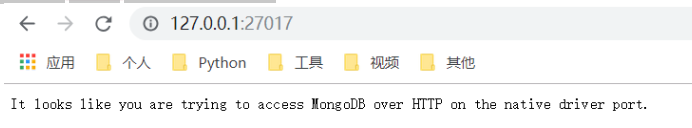 127.0.0.1:27017
应用 个人 Python 工具 视频 其他
It looks like you are trying to access MongoDB over HTTP on the native driver port.